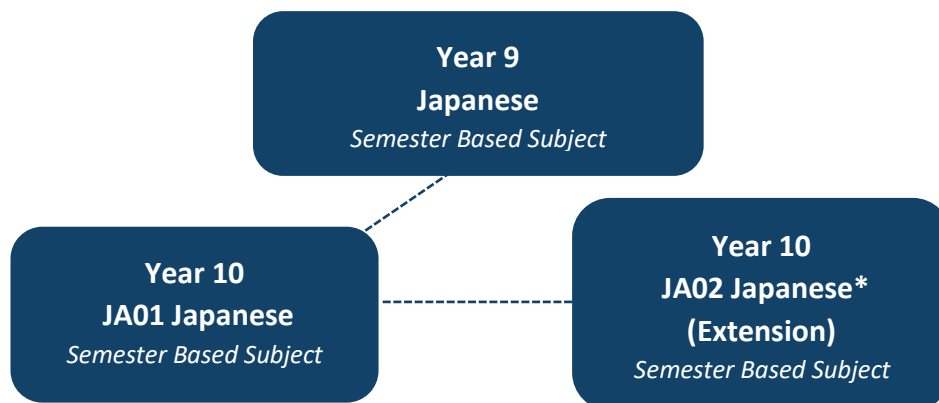 Year 9
Japanese
Semester Based Subject
Year 10
JA01 Japanese
Semester Based Subject
Year 10
JA02 Japanese*
(Extension)
Semester Based Subject